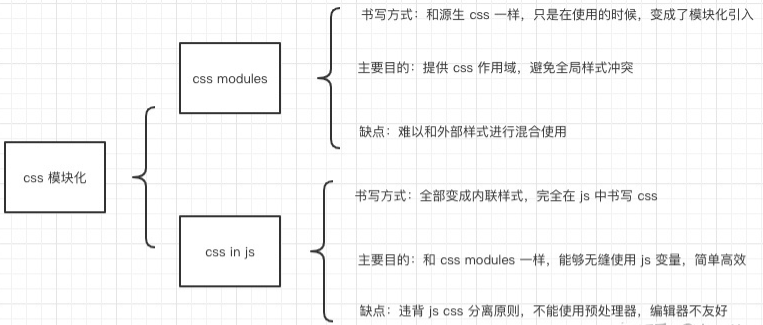 书写方式：和源生 css 一样，只是在使用的时候，变成了模块化引入
css modules
主要目的：提供 css 作用域，避免全局样式冲突
缺点：难以和外部样式进行混合使用
css 模块化
书写方式：全部变成内联样式，完全在 js 中书写 css
css in js
主要目的：和 css modules 一样，能够无缝使用 js 变量，简单高效
缺点：违背 js css 分离原则，不能使用预处理器，编辑器不友好